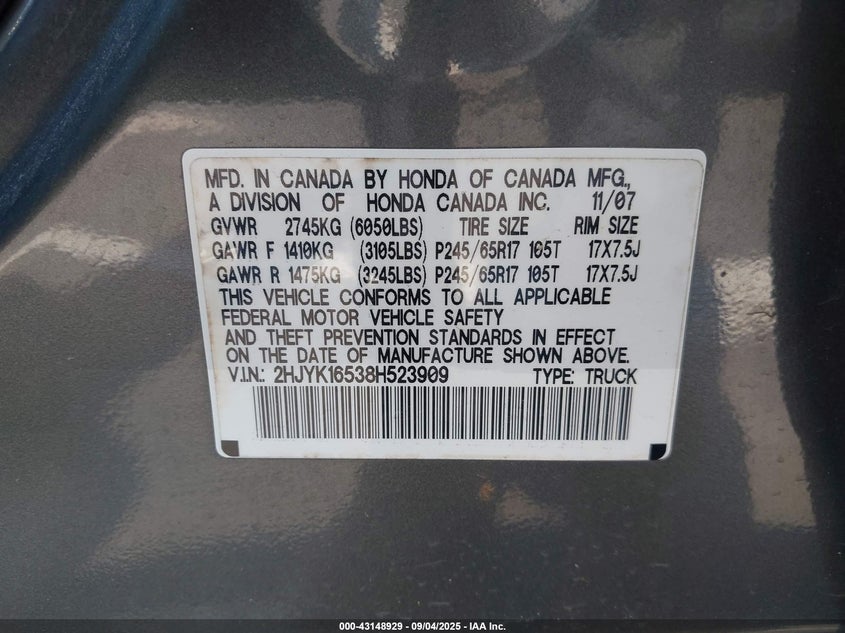 MFD. IN CANADA BY HONDA OF CANADA MFG.,
A DIVISION OF HONDA CANADA INC. 11/07
GVWR 2745KG (6050LBS) TIRE SIZE RIM SIZE
GAWR F 1410KG (3105LBS) P245/65R17 105T 17X7.5J
GAWR R 1475KG (3245LBS) P245/65R17 105T 17X7.5J
THIS VEHICLE CONFORMS TO ALL APPLICABLE
FEDERAL MOTOR VEHICLE SAFETY
AND THEFT PREVENTION STANDARDS IN EFFECT
ON THE DATE OF MANUFACTURE SHOWN ABOVE.
V.I.N.: 2HJYK16538H523909 TYPE: TRUCK
000-43148929 - 09/04/2025 - IAA Inc.